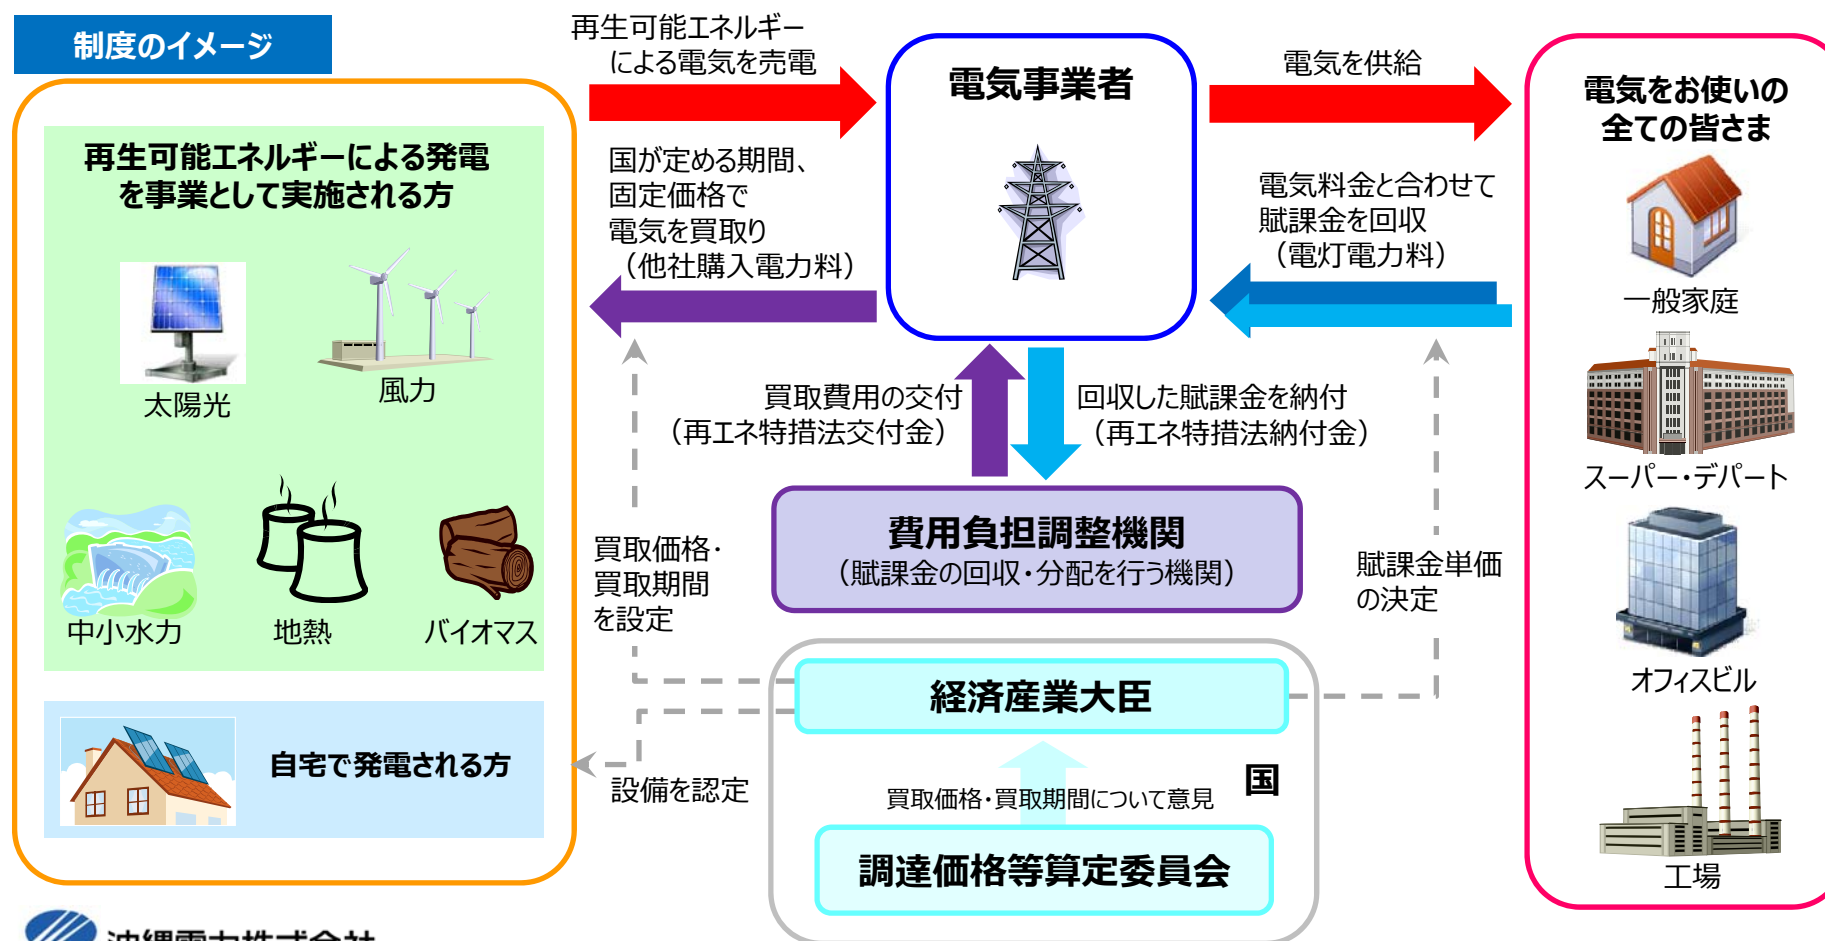 制度のイメージ
再生可能エネルギーによる発電
を事業として実施される方
太陽光
風力
中小水力
地熱
バイオマス
自宅で発電される方
再生可能エネルギー
による電気を売電
国が定める期間、
固定価格で
電気を買取り
（他社購入電力料）
電気事業者
電気を供給
電気料金と合わせて
賦課金を回収
（電灯電力料）
買取費用の交付
（再エネ特措法交付金）
回収した賦課金を納付
（再エネ特措法納付金）
費用負担調整機関
（賦課金の回収・分配を行う機関）
買取価格・
買取期間
を設定
賦課金単価
の決定
経済産業大臣
設備を認定
買取価格・買取期間について意見
国
調達価格等算定委員会
電気をお使いの
全ての皆さま
一般家庭
スーパー・デパート
オフィスビル
工場
沖縄電力株式会社